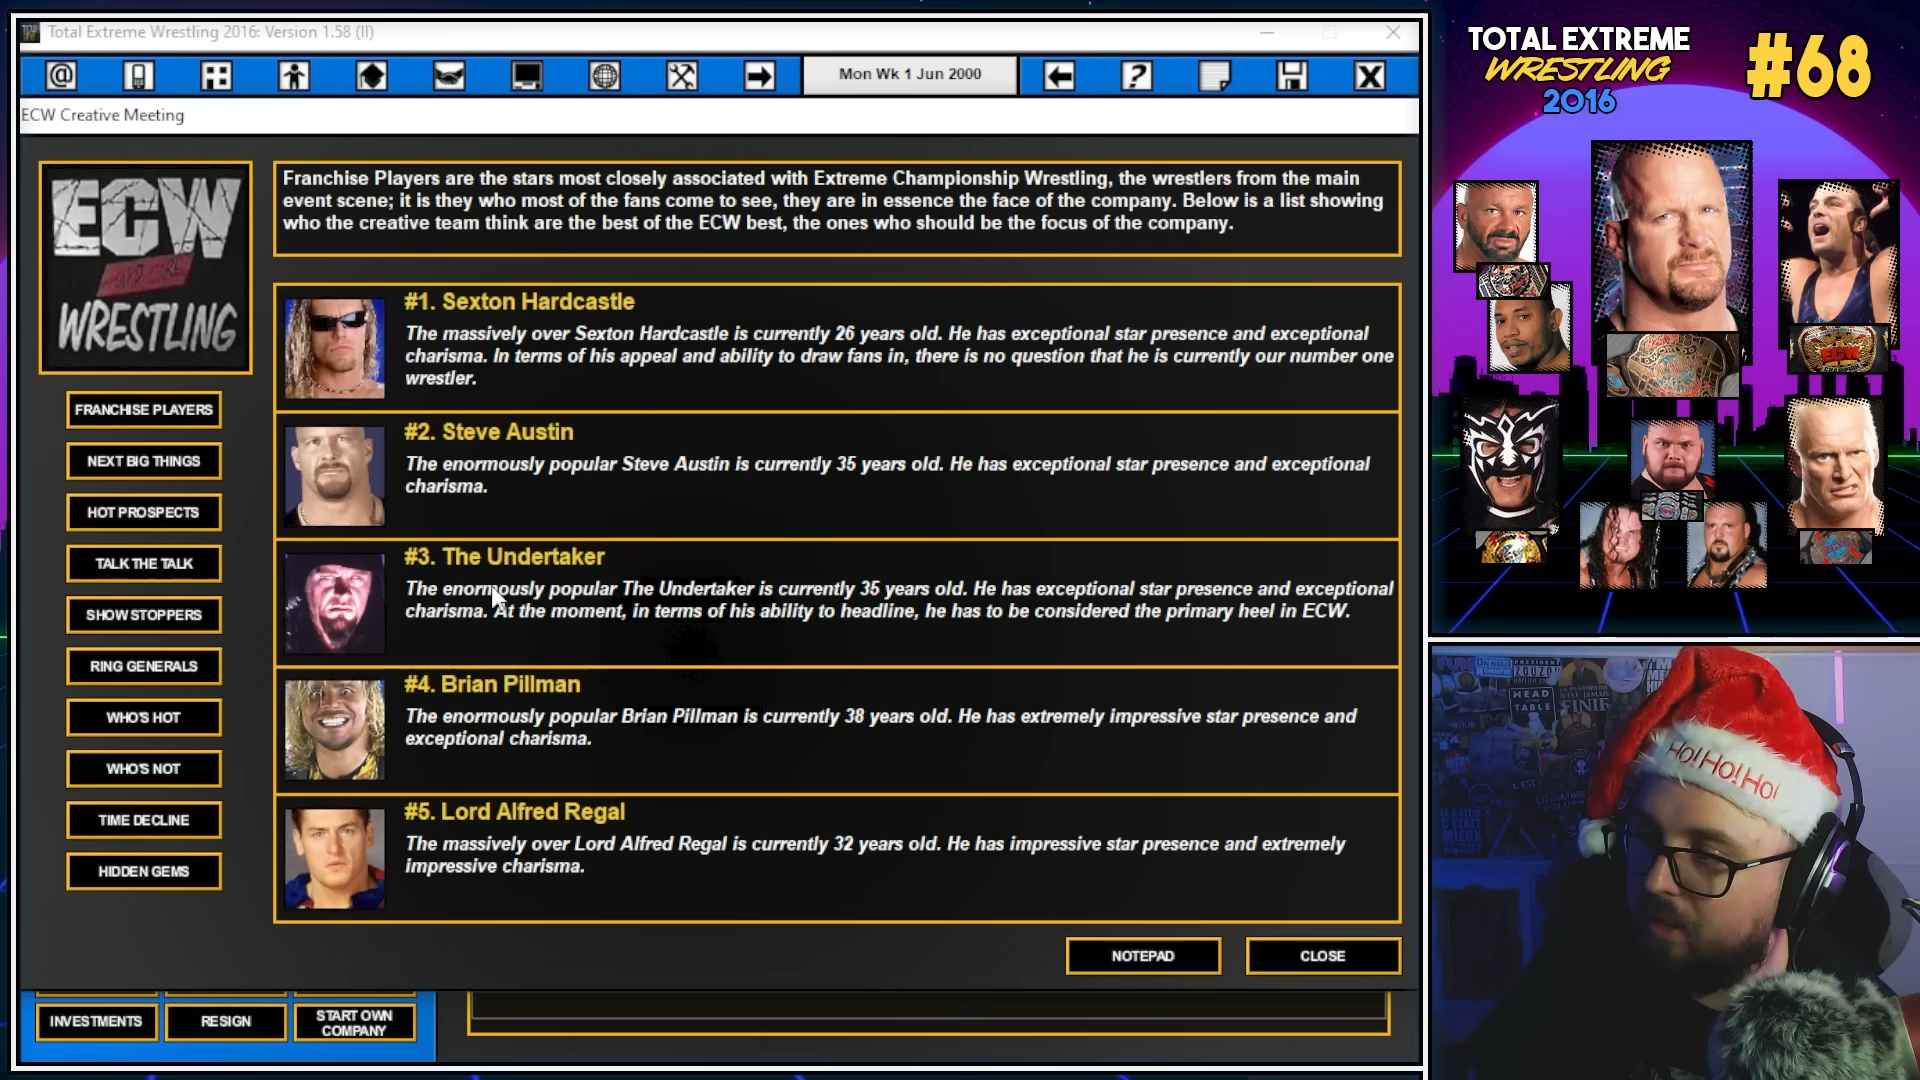 Total Extreme Wrestling 2016: Version 1.58 (II)
Mon Wk 1 Jun 2000
ECW Creative Meeting
ECW
HARDCORE
WRESTLING
Franchise Players are the stars most closely associated with Extreme Championship Wrestling, the wrestlers from the main
event scene; it is they who most of the fans come to see, they are in essence the face of the company. Below is a list showing
who the creative team think are the best of the ECW best, the ones who should be the focus of the company.
FRANCHISE PLAYERS
NEXT BIG THINGS
HOT PROSPECTS
TALK THE TALK
SHOW STOPPERS
RING GENERALS
WHO'S HOT
WHO'S NOT
TIME DECLINE
HIDDEN GEMS
#1. Sexton Hardcastle
The massively over Sexton Hardcastle is currently 26 years old. He has exceptional star presence and exceptional
charisma. In terms of his appeal and ability to draw fans in, there is no question that he is currently our number one
wrestler.
#2. Steve Austin
The enormously popular Steve Austin is currently 35 years old. He has exceptional star presence and exceptional
charisma.
#3. The Undertaker
The enormously popular The Undertaker is currently 35 years old. He has exceptional star presence and exceptional
charisma. At the moment, in terms of his ability to headline, he has to be considered the primary heel in ECW.
#4. Brian Pillman
The enormously popular Brian Pillman is currently 38 years old. He has extremely impressive star presence and
exceptional charisma.
#5. Lord Alfred Regal
The massively over Lord Alfred Regal is currently 32 years old. He has impressive star presence and extremely
impressive charisma.
NOTEPAD
CLOSE
INVESTMENTS
RESIGN
START OWN
COMPANY
TOTAL EXTREME
WRESTLING
2016
#68
ECW
HEAD
TABLE
Ho!Ho!Ho!